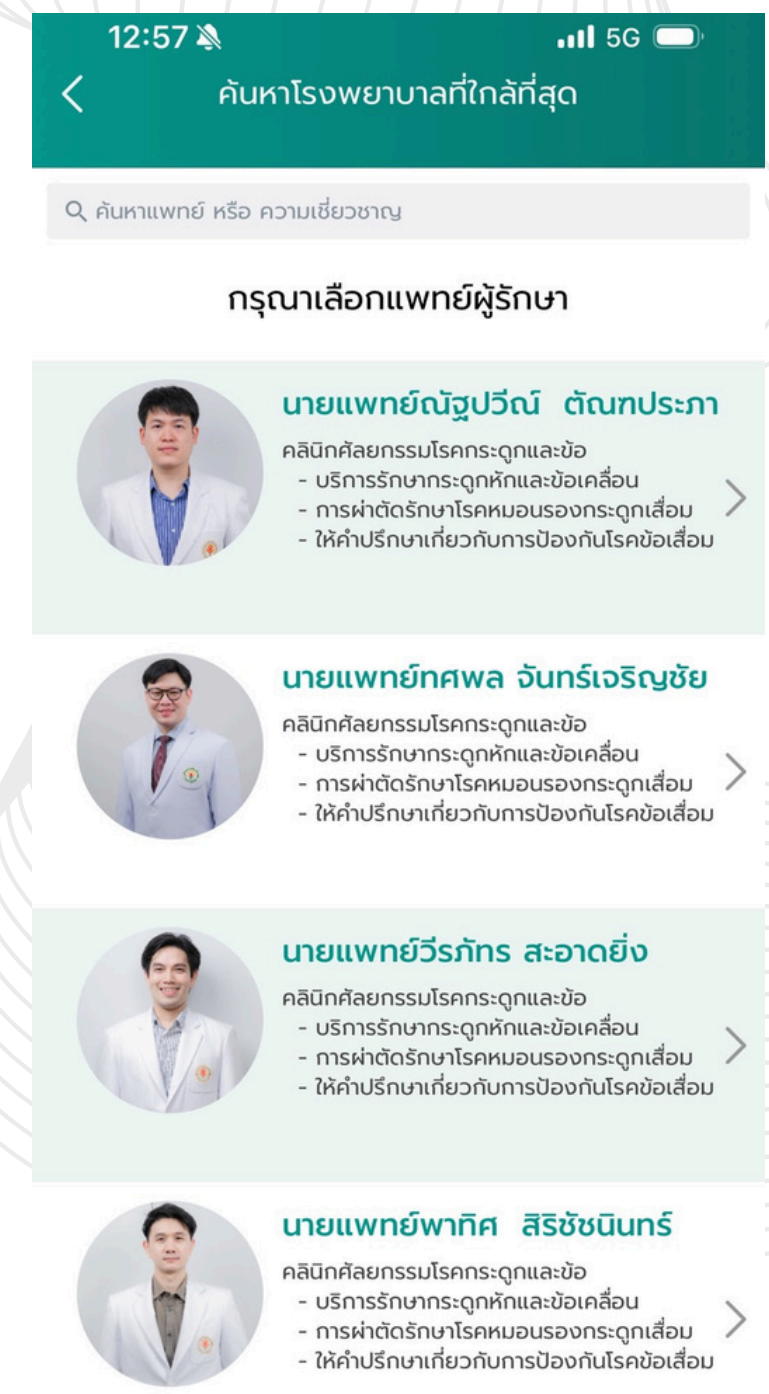 12:57 5G
ค้นหาโรงพยาบาลที่ใกล้ที่สุด
ค้นหาแพทย์ หรือ ความเชี่ยวชาญ
กรุณาเลือกแพทย์ผู้รักษา
นายแพทย์ณัฐปวีณ์ ตัณฑประภา
คลินิกศัลยกรรมโรคกระดูกและข้อ
- บริการรักษากระดูกหักและข้อเคลื่อน
- การผ่าตัดรักษาโรคหมอนรองกระดูกเสื่อม
- ให้คำปรึกษาเกี่ยวกับการป้องกันโรคข้อเสื่อม
นายแพทย์ทศพล จันทร์เจริญชัย
คลินิกศัลยกรรมโรคกระดูกและข้อ
- บริการรักษากระดูกหักและข้อเคลื่อน
- การผ่าตัดรักษาโรคหมอนรองกระดูกเสื่อม
- ให้คำปรึกษาเกี่ยวกับการป้องกันโรคข้อเสื่อม
นายแพทย์วีรภัทร สะอาดยิ่ง
คลินิกศัลยกรรมโรคกระดูกและข้อ
- บริการรักษากระดูกหักและข้อเคลื่อน
- การผ่าตัดรักษาโรคหมอนรองกระดูกเสื่อม
- ให้คำปรึกษาเกี่ยวกับการป้องกันโรคข้อเสื่อม
นายแพทย์พาทิศ สิริชัชนินทร์
คลินิกศัลยกรรมโรคกระดูกและข้อ
- บริการรักษากระดูกหักและข้อเคลื่อน
- การผ่าตัดรักษาโรคหมอนรองกระดูกเสื่อม
- ให้คำปรึกษาเกี่ยวกับการป้องกันโรคข้อเสื่อม